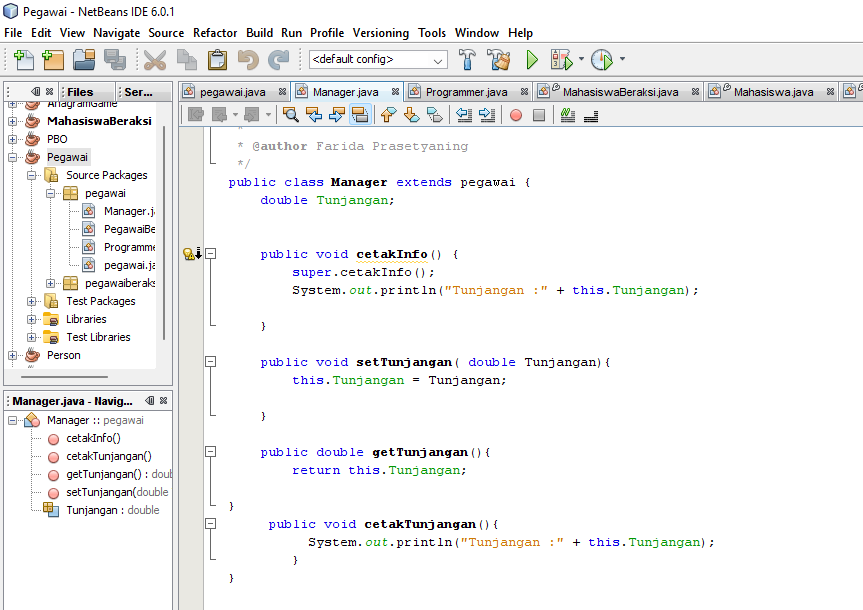 Pegawai - NetBeans IDE 6.0.1
File Edit View Navigate Source Refactor Build Run Profile Versioning Tools Window Help
<default config>
Files Ser...
pegawai.java Manager.java Programmer.java MahasiswaBeraksi.java Mahasiswa.java
AnagramGame
MahasiswaBeraksi
PBO
Pegawai
Source Packages
pegawai
Manager.ja
PegawaiBe
Programme
pegawai.ja
pegawaiberaks
Test Packages
Libraries
Test Libraries
Person
Manager.java - Navig...
Manager :: pegawai
cetakInfo()
cetakTunjangan()
getTunjangan() : doub
setTunjangan(double
Tunjangan : double
*
* @author Farida Prasetyaning
*/
public class Manager extends pegawai {
double Tunjangan;
public void cetakInfo() {
super.cetakInfo();
System.out.println("Tunjangan :" + this.Tunjangan);
}
public void setTunjangan( double Tunjangan){
this.Tunjangan = Tunjangan;
}
public double getTunjangan(){
return this.Tunjangan;
}
public void cetakTunjangan(){
System.out.println("Tunjangan :" + this.Tunjangan);
}
}